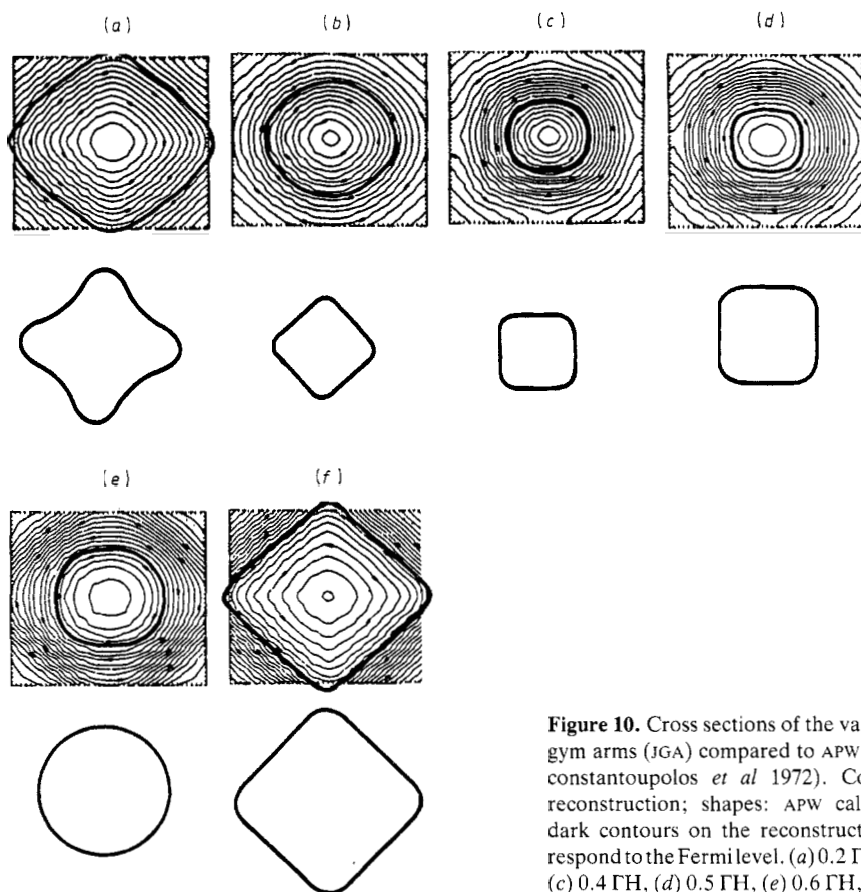 (a)
(b)
(c)
(d)
(e)
(f)
Figure 10. Cross sections of the va
gym arms (JGA) compared to APW
constantoupolos et al 1972). Co
reconstruction; shapes: APW cal
dark contours on the reconstruct
respond to the Fermi level. (a) 0.2 Γ
(c) 0.4 ΓH, (d) 0.5 ΓH, (e) 0.6 ΓH,